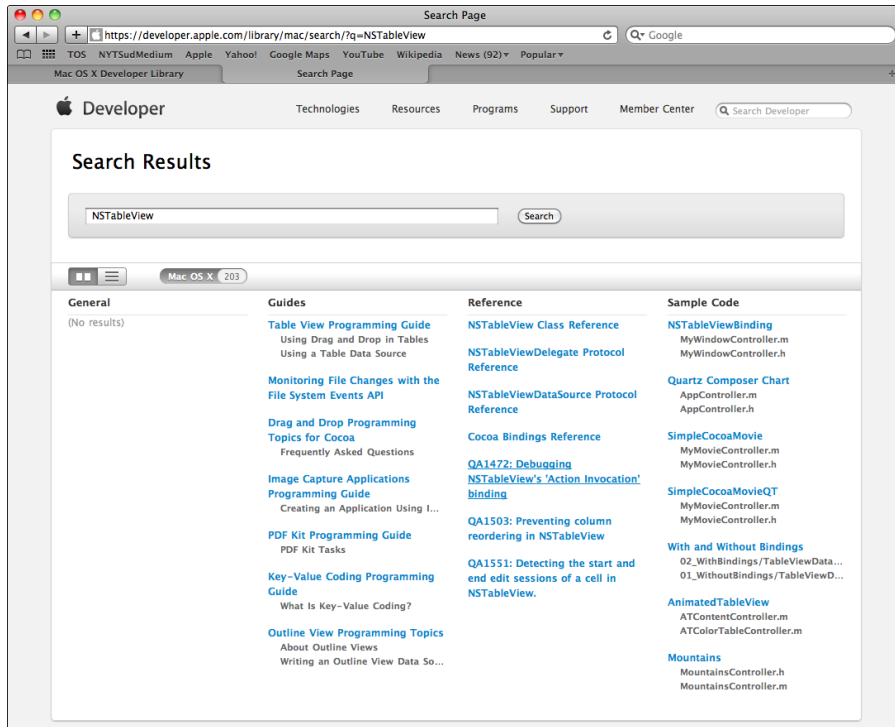 Search Page
https://developer.apple.com/library/mac/search/?q=NSTableView
Google
TOS NYTSudMedium Apple Yahoo! Google Maps YouTube Wikipedia News (92) Popular
Mac OS X Developer Library Search Page
Developer Technologies Resources Programs Support Member Center Search Developer
Search Results
NSTableView Search
Mac OS X 203
General
(No results)
Guides
Table View Programming Guide
Using Drag and Drop in Tables
Using a Table Data Source
Monitoring File Changes with the
File System Events API
Drag and Drop Programming
Topics for Cocoa
Frequently Asked Questions
Image Capture Applications
Programming Guide
Creating an Application Using I...
PDF Kit Programming Guide
PDF Kit Tasks
Key-Value Coding Programming
Guide
What Is Key-Value Coding?
Outline View Programming Topics
About Outline Views
Writing an Outline View Data So...
Reference
NSTableView Class Reference
NSTableViewDelegate Protocol
Reference
NSTableViewDataSource Protocol
Reference
Cocoa Bindings Reference
QA1472: Debugging
NSTableView's 'Action Invocation'
binding
QA1503: Preventing column
reordering in NSTableView
QA1551: Detecting the start and
end edit sessions of a cell in
NSTableView.
Sample Code
NSTableViewBinding
MyWindowController.m
MyWindowController.h
Quartz Composer Chart
AppController.m
AppController.h
SimpleCocoaMovie
MyMovieController.m
MyMovieController.h
SimpleCocoaMovieQT
MyMovieController.m
MyMovieController.h
With and Without Bindings
02_WithBindings/TableViewData...
01_WithoutBindings/TableViewD...
AnimatedTableView
ATContentController.m
ATColorTableController.m
Mountains
MountainsController.h
MountainsController.m